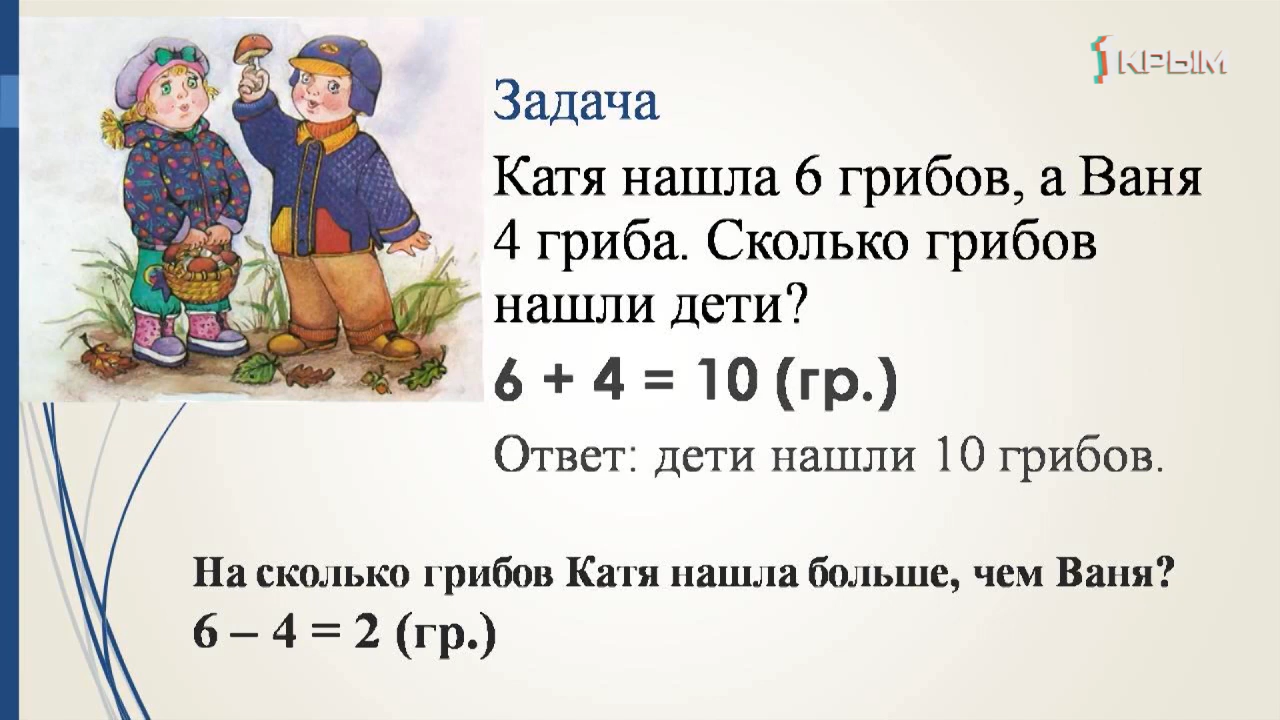 КРЫМ
Задача
Катя нашла 6 грибов, а Ваня
4 гриба. Сколько грибов
нашли дети?
6 + 4 = 10 (гр.)
Ответ: дети нашли 10 грибов.
На сколько грибов Катя нашла больше, чем Ваня?
6 – 4 = 2 (гр.)